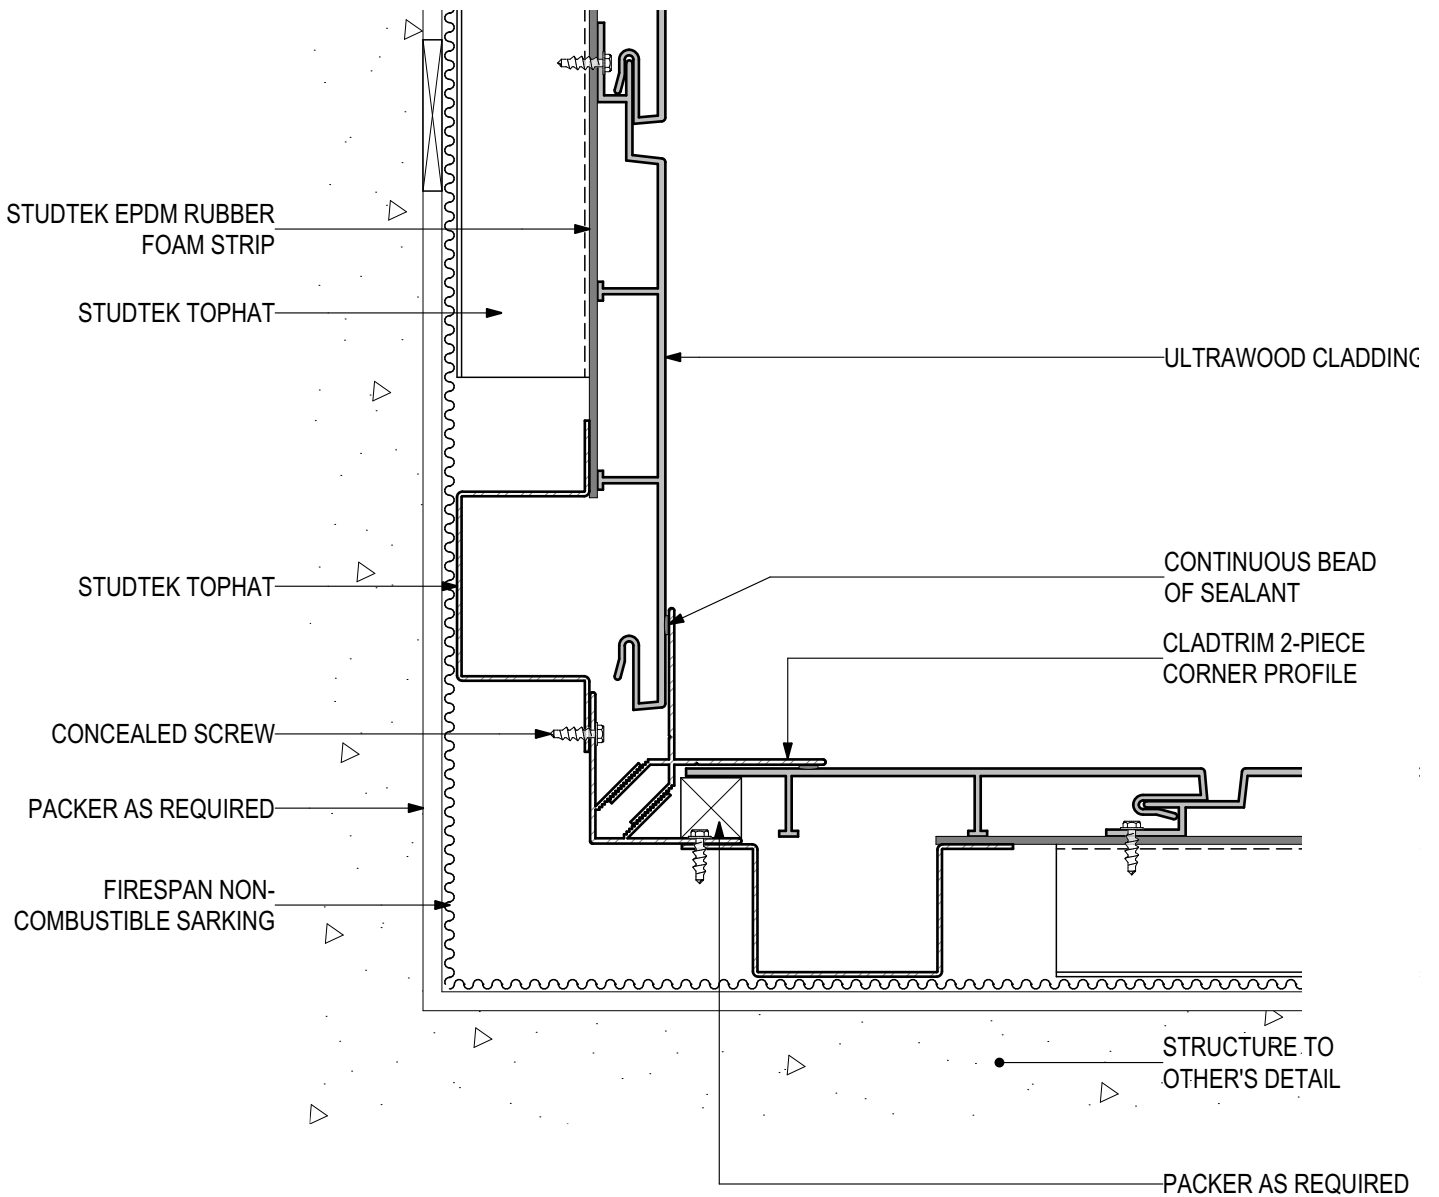 STUDTEK EPDM RUBBER
FOAM STRIP
STUDTEK TOPHAT
ULTRAWOOD CLADDING
STUDTEK TOPHAT
CONTINUOUS BEAD
OF SEALANT
CLADTRIM 2-PIECE
CORNER PROFILE
CONCEALED SCREW
PACKER AS REQUIRED
FIRESPAN NON-
COMBUSTIBLE SARKING
STRUCTURE TO
OTHER'S DETAIL
PACKER AS REQUIRED